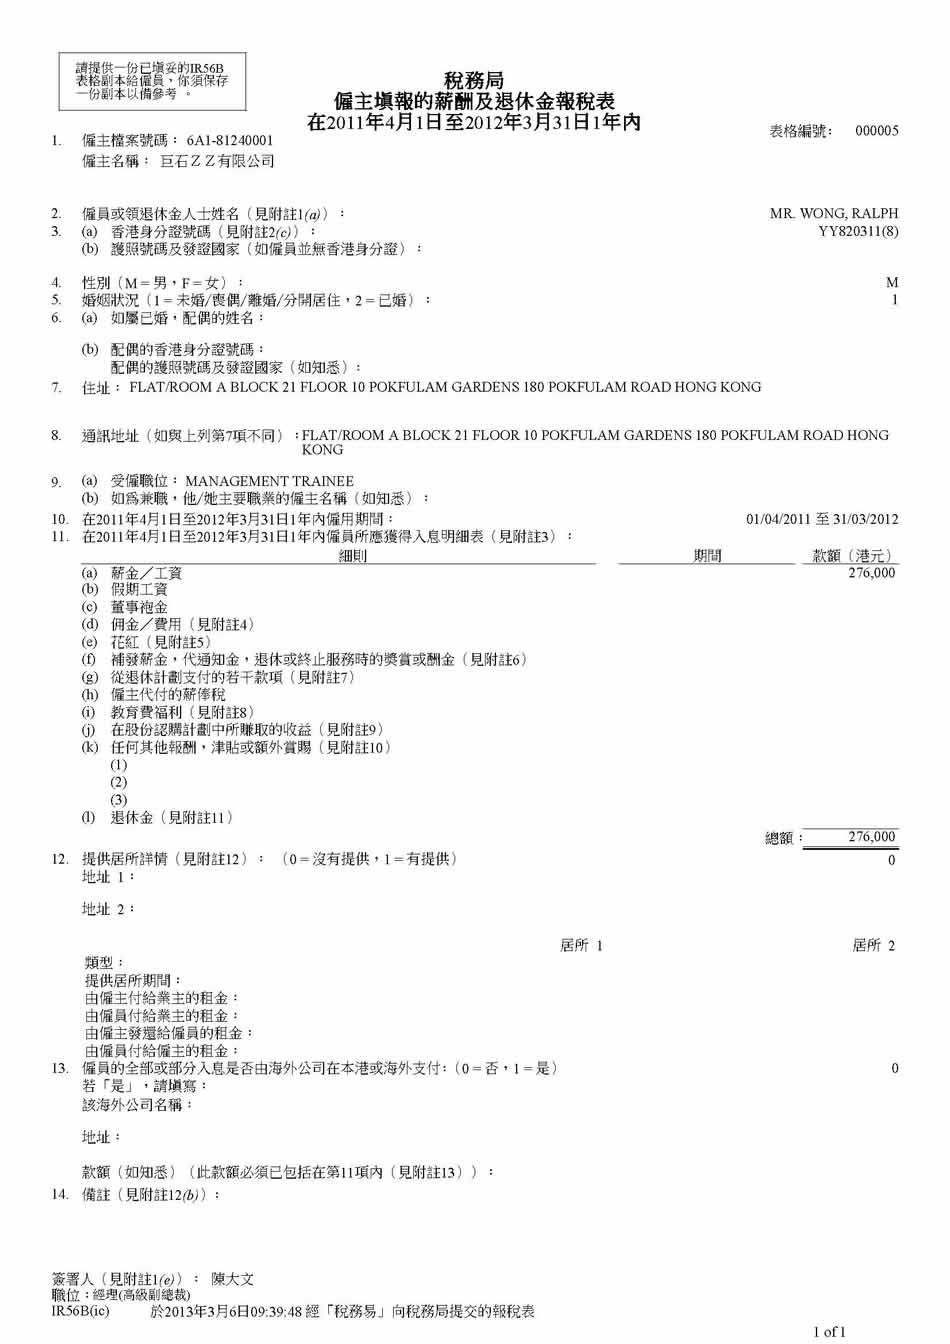 請提供一份已填妥的IR56B
表格副本給僱員，你須保存
一份副本以備參考 。
稅務局
僱主填報的薪酬及退休金報稅表
在2011年4月1日至2012年3月31日1年內
表格編號： 000005
1. 僱主檔案號碼： 6A1-81240001
僱主名稱： 巨石ＺＺ有限公司
2. 僱員或領退休金人士姓名（見附註1(a)）： MR. WONG, RALPH
3. (a) 香港身分證號碼（見附註2(c)）： YY820311(8)
(b) 護照號碼及發證國家（如僱員並無香港身分證）：
4. 性別（M = 男，F = 女）： M
5. 婚姻狀況（1 = 未婚/喪偶/離婚/分開居住，2 = 已婚）： 1
6. (a) 如屬已婚，配偶的姓名：
(b) 配偶的香港身分證號碼：
配偶的護照號碼及發證國家（如知悉）：
7. 住址： FLAT/ROOM A BLOCK 21 FLOOR 10 POKFULAM GARDENS 180 POKFULAM ROAD HONG KONG
8. 通訊地址（如與上列第7項不同）：FLAT/ROOM A BLOCK 21 FLOOR 10 POKFULAM GARDENS 180 POKFULAM ROAD HONG
KONG
9. (a) 受僱職位： MANAGEMENT TRAINEE
(b) 如為兼職，他/她主要職業的僱主名稱（如知悉）：
10. 在2011年4月1日至2012年3月31日1年內僱用期間： 01/04/2011 至 31/03/2012
11. 在2011年4月1日至2012年3月31日1年內僱員所應獲得入息明細表（見附註3）：
細則 期間 款額（港元）
(a) 薪金／工資 276,000
(b) 假期工資
(c) 董事袍金
(d) 佣金／費用（見附註4）
(e) 花紅（見附註5）
(f) 補發薪金，代通知金，退休或終止服務時的獎賞或酬金（見附註6）
(g) 從退休計劃支付的若干款項（見附註7）
(h) 僱主代付的薪俸稅
(i) 教育費福利（見附註8）
(j) 在股份認購計劃中所賺取的收益（見附註9）
(k) 任何其他報酬，津貼或額外賞賜（見附註10）
(1)
(2)
(3)
(l) 退休金（見附註11）
總額： 276,000
12. 提供居所詳情（見附註12）： （0 = 沒有提供，1 = 有提供） 0
地址 1：
地址 2：
居所 1 居所 2
類型：
提供居所期間：
由僱主付給業主的租金：
由僱員付給業主的租金：
由僱主發還給僱員的租金：
由僱員付給僱主的租金：
13. 僱員的全部或部分入息是否由海外公司在本港或海外支付：（0 = 否，1 = 是） 0
若「是」，請填寫：
該海外公司名稱：
地址：
款額（如知悉）（此款額必須已包括在第11項內（見附註13））：
14. 備註（見附註12(b)）：
簽署人（見附註1(e)）： 陳大文
職位：經理(高級副總裁)
IR56B(ic) 於2013年3月6日09:39:48 經「稅務易」向稅務局提交的報稅表
1 of 1